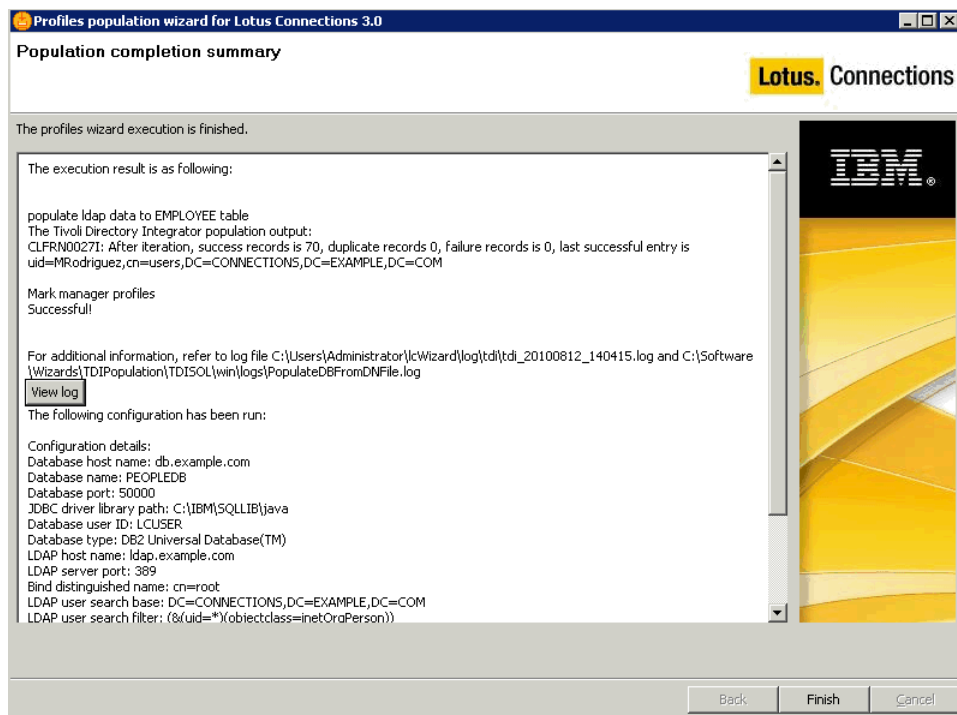 Profiles population wizard for Lotus Connections 3.0
Population completion summary
Lotus. Connections
The profiles wizard execution is finished.
IBM®
The execution result is as following:
populate ldap data to EMPLOYEE table
The Tivoli Directory Integrator population output:
CLFRN0027I: After iteration, success records is 70, duplicate records 0, failure records is 0, last successful entry is
uid=MRodriguez,cn=users,DC=CONNECTIONS,DC=EXAMPLE,DC=COM
Mark manager profiles
Successful!
For additional information, refer to log file C:\Users\Administrator\lcWizard\log\tdi\tdi_20100812_140415.log and C:\Software
\Wizards\TDIPopulation\TDISOL\win\logs\PopulateDBFromDNFile.log
View log
The following configuration has been run:
Configuration details:
Database host name: db.example.com
Database name: PEOPLEDB
Database port: 50000
JDBC driver library path: C:\IBM\SQLLIB\java
Database user ID: LCUSER
Database type: DB2 Universal Database(TM)
LDAP host name: ldap.example.com
LDAP server port: 389
Bind distinguished name: cn=root
LDAP user search base: DC=CONNECTIONS,DC=EXAMPLE,DC=COM
LDAP user search filter: (&(uid=*)(objectclass=inetOrgPerson))
Back Finish Cancel